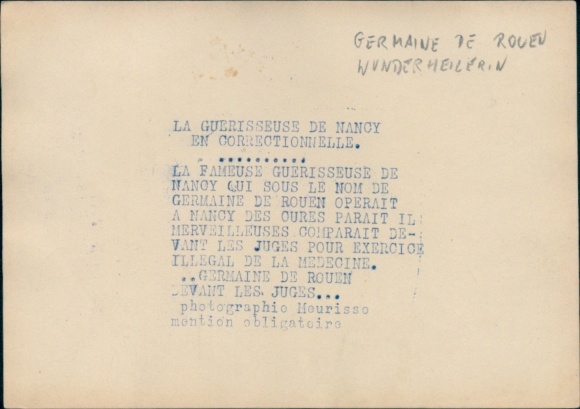 GERMAINE DE ROUEN
WUNDERHEILERIN
LA GUERISSEUSE DE NANCY
EN CORRECTIONNELLE.
..........
LA FAMEUSE GUERISSEUSE DE
NANCY QUI SOUS LE NOM DE
GERMAINE DE ROUEN OPERAIT
A NANCY DES CURES PARAIT IL
MERVEILLEUSES COMPARAIT DE-
VANT LES JUGES POUR EXERCICE
ILLEGAL DE LA MEDECINE.
..GERMAINE DE ROUEN
DEVANT LES JUGES...
photographie Meurisse
mention obligatoire